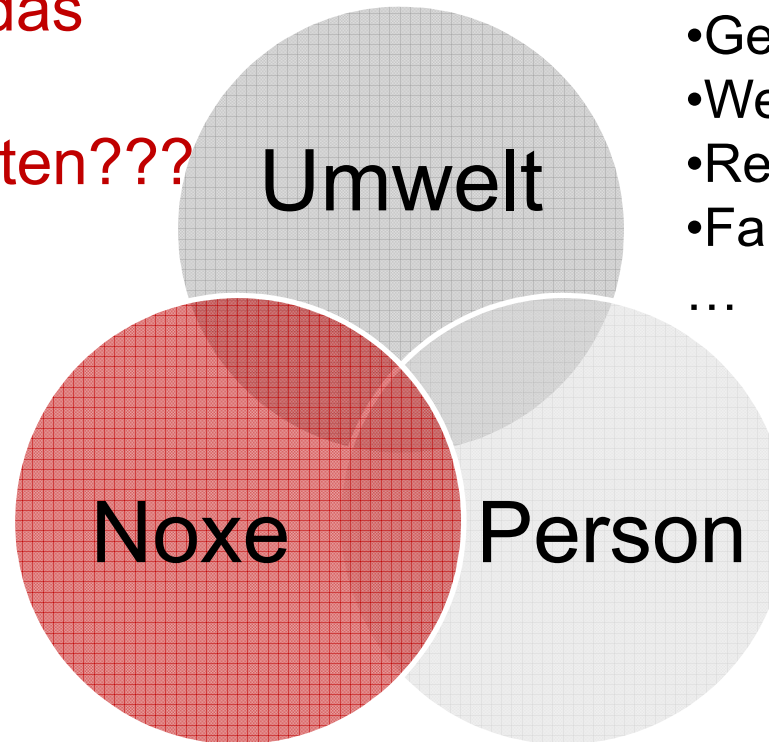 das
ten???
Umwelt
•Ge
•We
•Re
•Fa
…
Noxe
Person